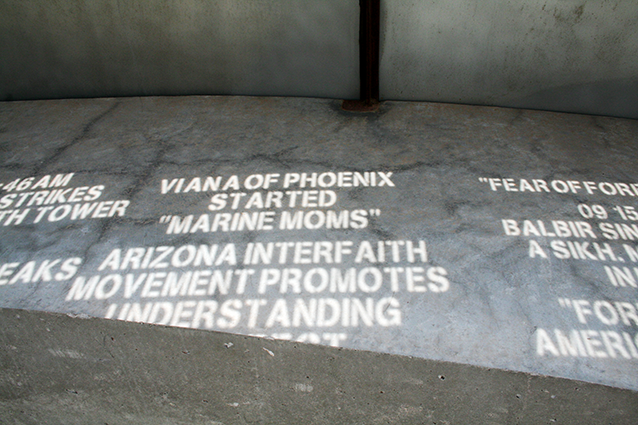 46 AM
STRIKES
TH TOWER
EAKS
VIANA OF PHOENIX
STARTED
"MARINE MOMS"
ARIZONA INTERFAITH
MOVEMENT PROMOTES
UNDERSTANDING
"FEAR OF FOR
09 15
BALBIR SIN
A SIKH.
IN
"FOR
AMERIC